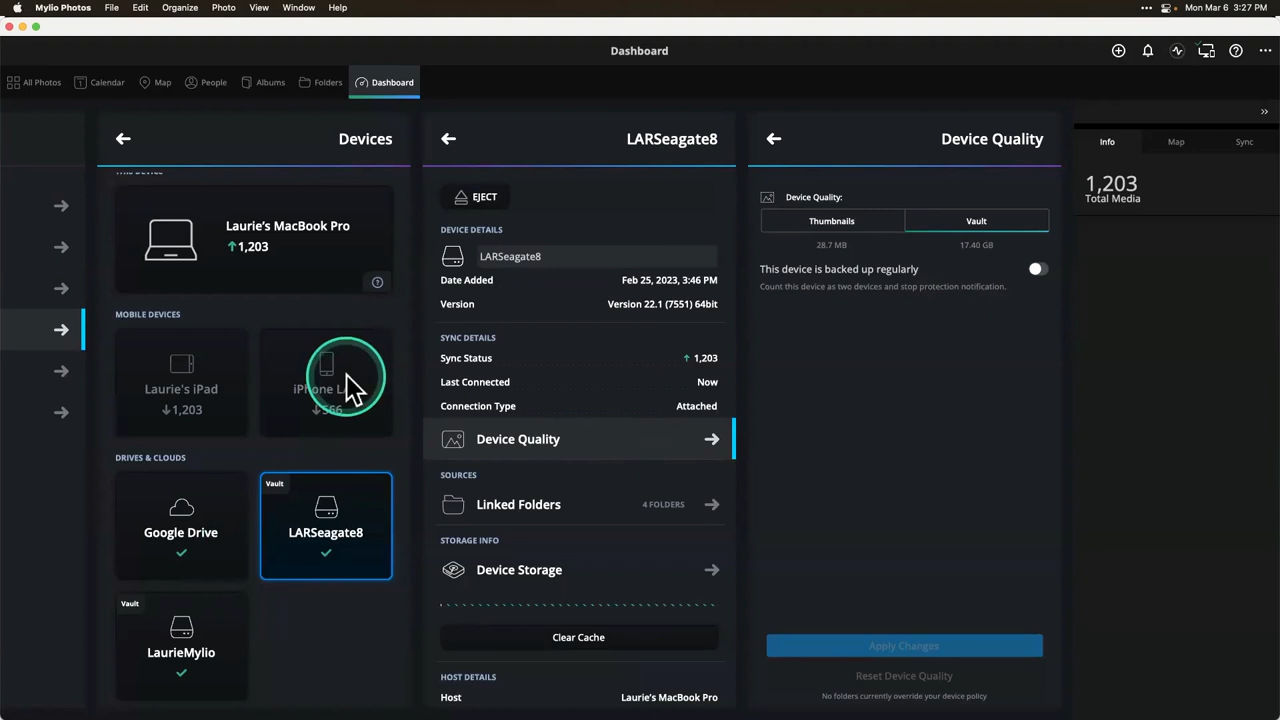 Mylio Photos File Edit Organize Photo View Window Help Mon Mar 6 3:27 PM
Dashboard
All Photos Calendar Map People Albums Folders Dashboard
Devices
THIS DEVICE
Laurie's MacBook Pro
1,203
MOBILE DEVICES
Laurie's iPad
1,203
iPhone
566
DRIVES & CLOUDS
Google Drive
Vault
LARSeagate8
Vault
LaurieMylio
LARSeagate8
EJECT
DEVICE DETAILS
LARSeagate8
Date Added Feb 25, 2023, 3:46 PM
Version Version 22.1 (7551) 64bit
SYNC DETAILS
Sync Status 1,203
Last Connected Now
Connection Type Attached
Device Quality
SOURCES
Linked Folders 4 FOLDERS
STORAGE INFO
Device Storage
Clear Cache
HOST DETAILS
Host Laurie's MacBook Pro
Device Quality
Device Quality:
Thumbnails Vault
28.7 MB 17.40 GB
This device is backed up regularly
Count this device as two devices and stop protection notification.
Apply Changes
Reset Device Quality
No folders currently override your device policy
Info Map Sync
1,203
Total Media